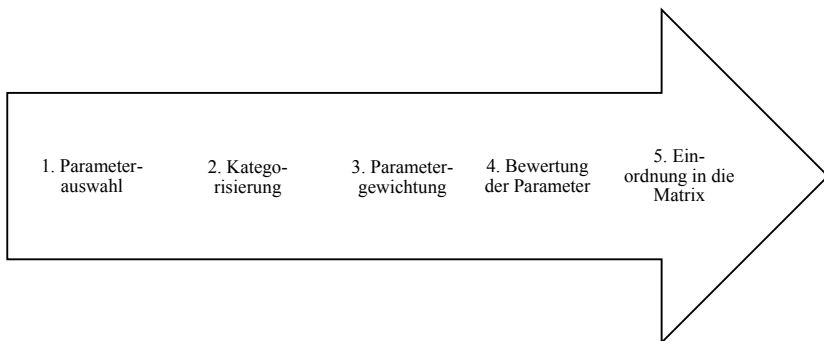 1. Parameter-
auswahl
2. Katego-
risierung
3. Parameter-
gewichtung
4. Bewertung
der Parameter
5. Ein-
ordnung in die
Matrix